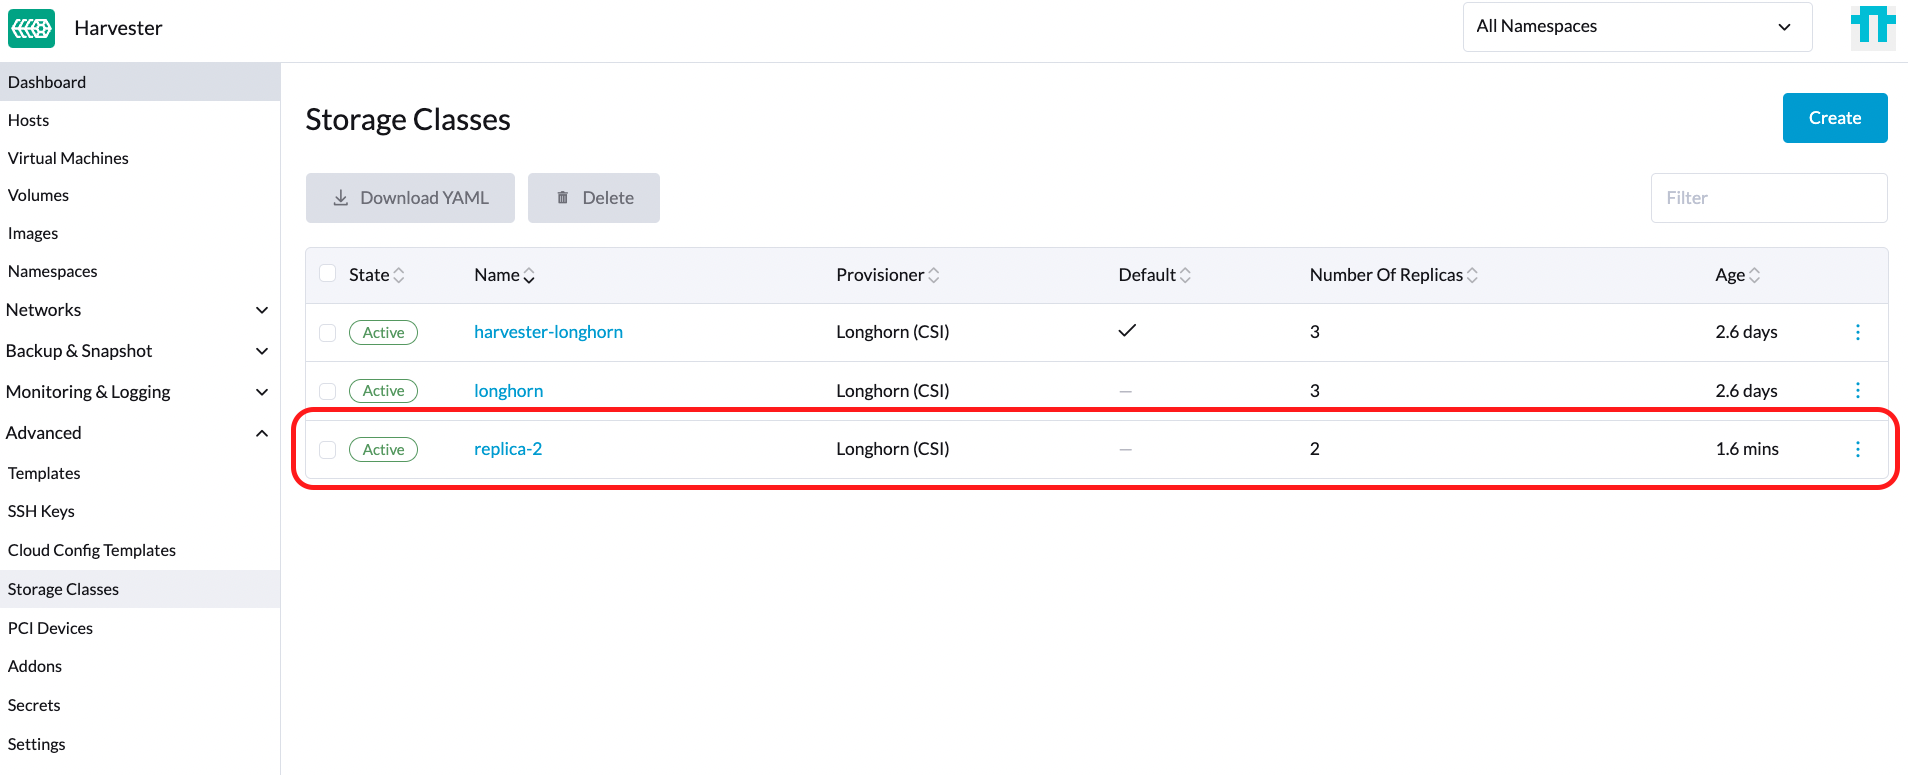 Harvester
All Namespaces
Dashboard
Hosts
Virtual Machines
Volumes
Images
Namespaces
Networks
Backup & Snapshot
Monitoring & Logging
Advanced
Templates
SSH Keys
Cloud Config Templates
Storage Classes
PCI Devices
Addons
Secrets
Settings
Storage Classes
Create
Download YAML Delete
Filter
State Name Provisioner Default Number Of Replicas Age
Active harvester-longhorn Longhorn (CSI) 3 2.6 days
Active longhorn Longhorn (CSI) — 3 2.6 days
Active replica-2 Longhorn (CSI) — 2 1.6 mins